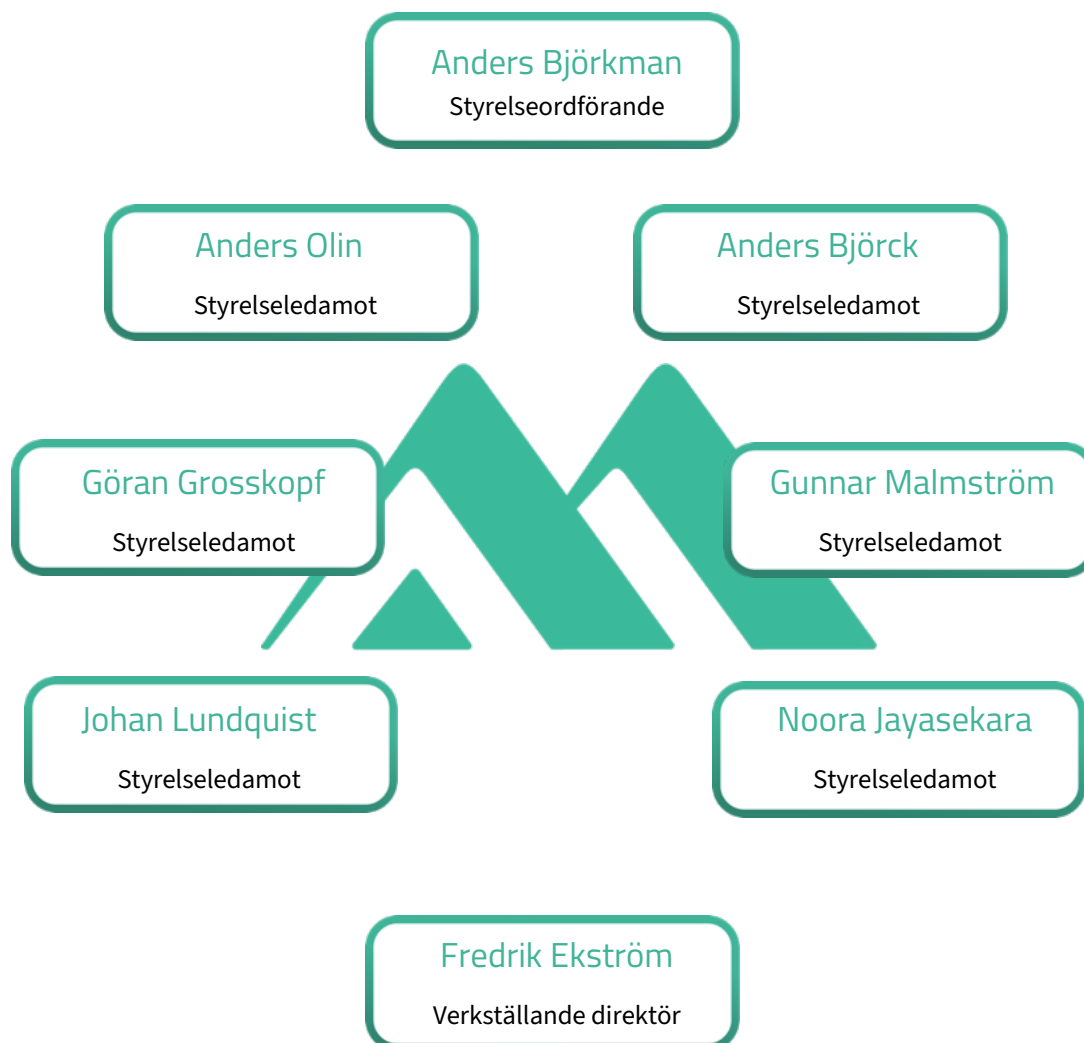 Anders Björkman
Styrelseordförande
Anders Olin
Styrelseledamot
Anders Björck
Styrelseledamot
Göran Grosskopf
Styrelseledamot
Gunnar Malmström
Styrelseledamot
Johan Lundquist
Styrelseledamot
Noora Jayasekara
Styrelseledamot
Fredrik Ekström
Verkställande direktör